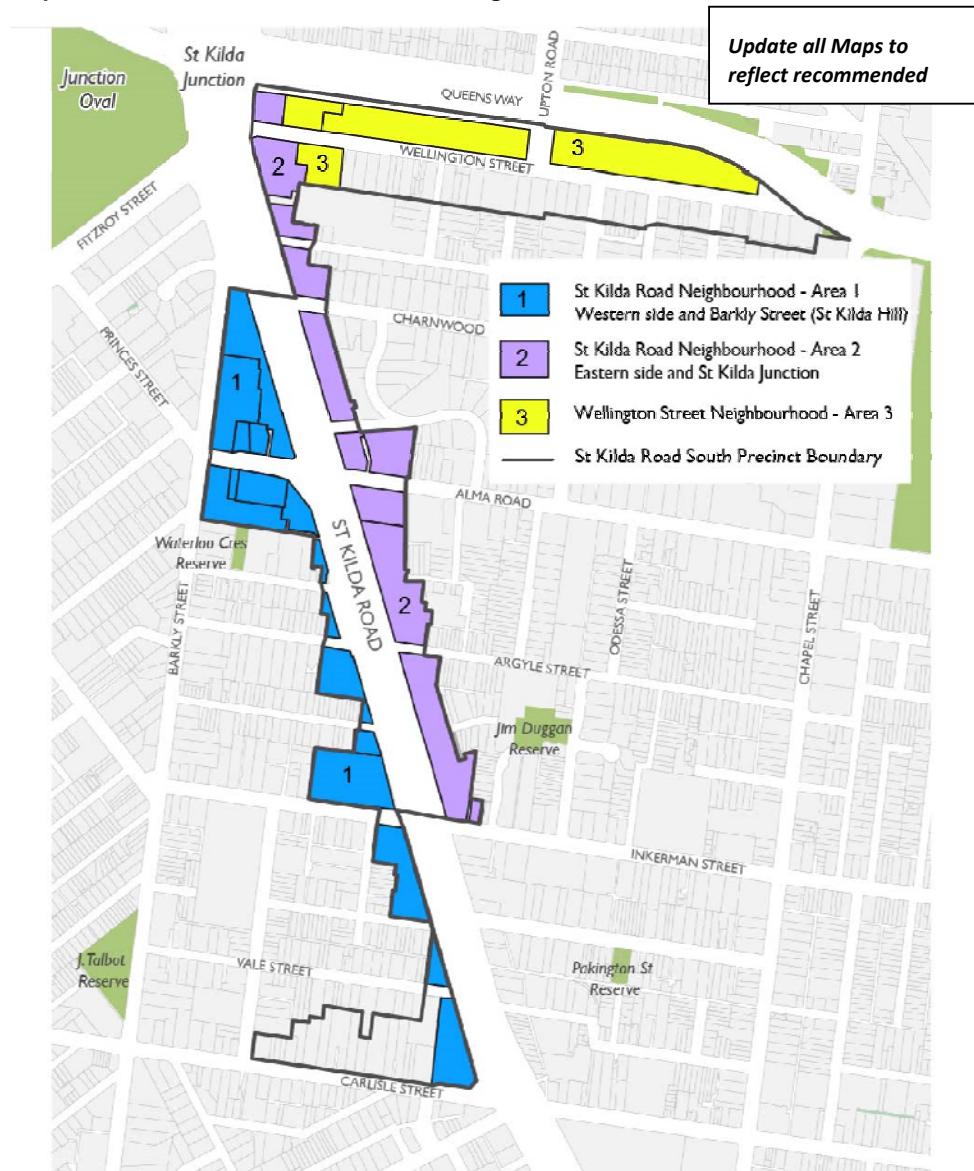 Update all Maps to
reflect recommended
St Kilda
Junction
Junction
Oval
QUEENS WAY
UPTON ROAD
3
WELLINGTON STREET
2
3
FITZROY STREET
1
St Kilda Road Neighbourhood - Area 1
Western side and Barkly Street (St Kilda Hill)
CHARNWOOD
2
St Kilda Road Neighbourhood - Area 2
Eastern side and St Kilda Junction
PRINCES STREET
1
3
Wellington Street Neighbourhood - Area 3
St Kilda Road South Precinct Boundary
ALMA ROAD
ST KILDA ROAD
Waterloo Cres
Reserve
ODESSA STREET
2
BARKLY STREET
CHAPEL STREET
ARGYLE STREET
Jim Duggan
Reserve
1
INKERMAN STREET
J.Talbot
Reserve
VALE STREET
Pakington St
Reserve
CARLISLE STREET